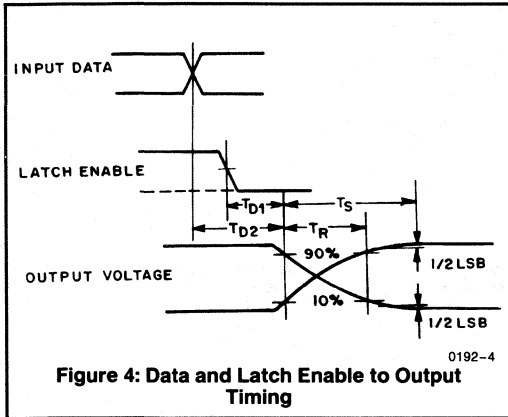 INPUT DATA
LATCH ENABLE
TD1
TS
TD2
TR
90%
OUTPUT VOLTAGE
1/2 LSB
10%
1/2 LSB
0192-4
Figure 4: Data and Latch Enable to Output
Timing